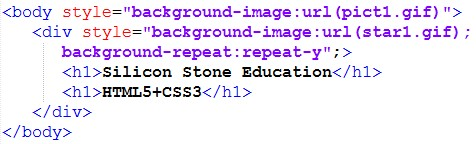 <body style="background-image:url(pict1.gif)">
<div style="background-image:url(star1.gif);
background-repeat:repeat-y";>
<h1>Silicon Stone Education</h1>
<h1>HTML5+CSS3</h1>
</div>
</body>